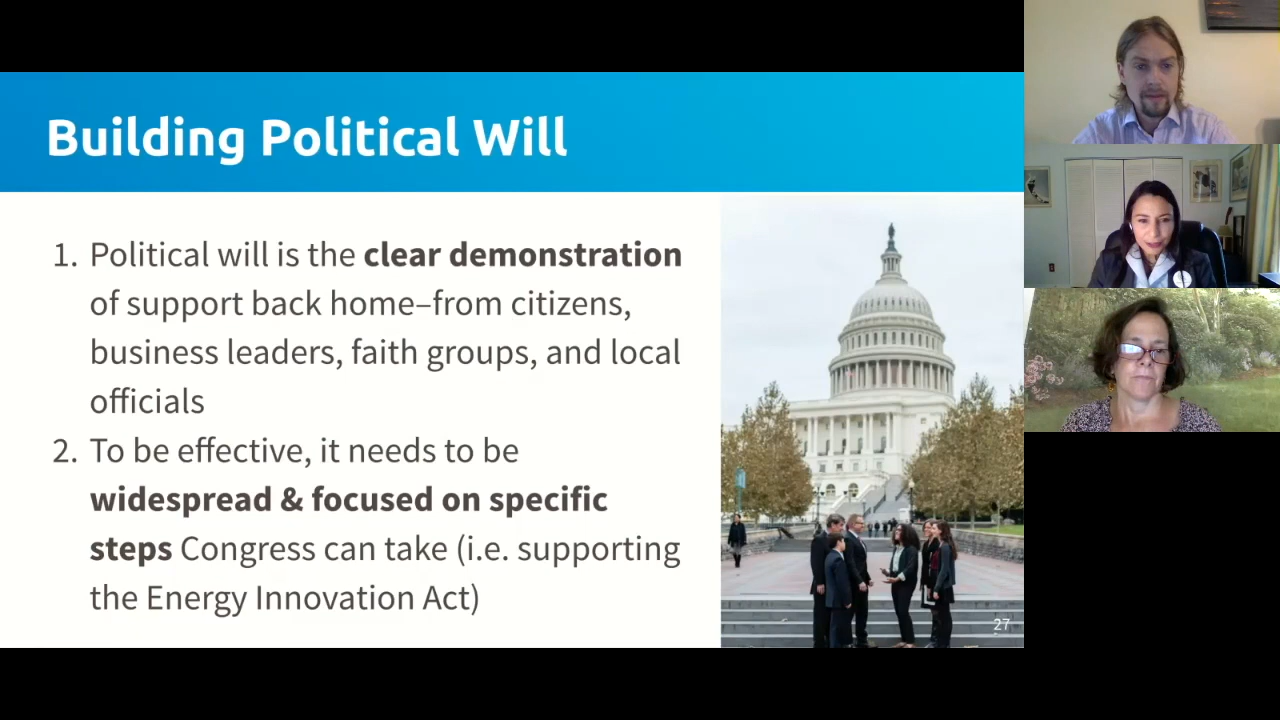 Building Political Will
1. Political will is the clear demonstration
of support back home–from citizens,
business leaders, faith groups, and local
officials
2. To be effective, it needs to be
widespread & focused on specific
steps Congress can take (i.e. supporting
the Energy Innovation Act)
27